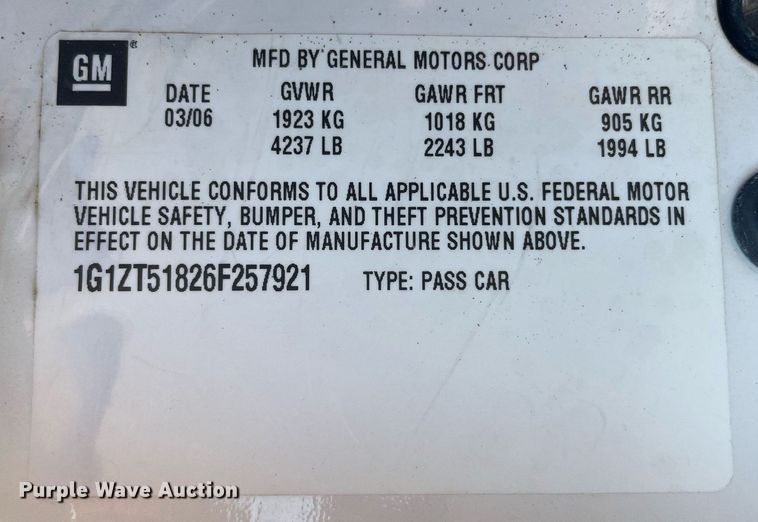 GM
MFD BY GENERAL MOTORS CORP
DATE GVWR GAWR FRT GAWR RR
03/06 1923 KG 1018 KG 905 KG
4237 LB 2243 LB 1994 LB
THIS VEHICLE CONFORMS TO ALL APPLICABLE U.S. FEDERAL MOTOR
VEHICLE SAFETY, BUMPER, AND THEFT PREVENTION STANDARDS IN
EFFECT ON THE DATE OF MANUFACTURE SHOWN ABOVE.
1G1ZT51826F257921 TYPE: PASS CAR
Purple Wave Auction